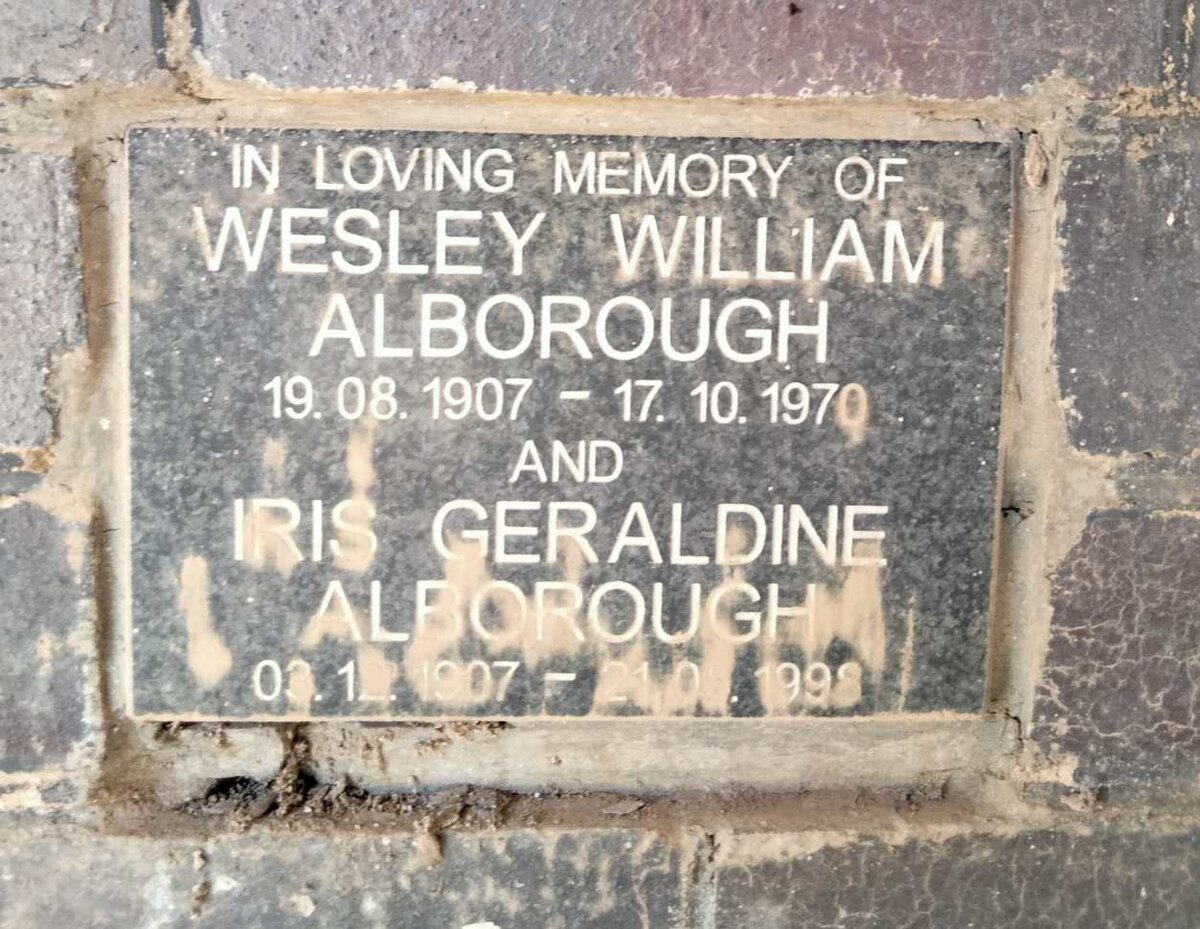 IN LOVING MEMORY OF
WESLEY WILLIAM
ALBOROUGH
19.08.1907 - 17.10.1970
AND
IRIS GERALDINE
ALBOROUGH
03.12.1907 -